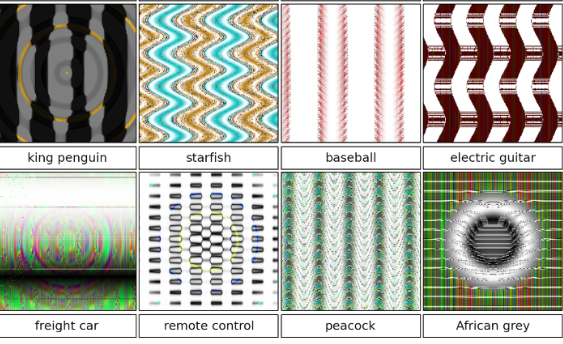 king penguin
starfish
baseball
electric guitar
freight car
remote control
peacock
African grey